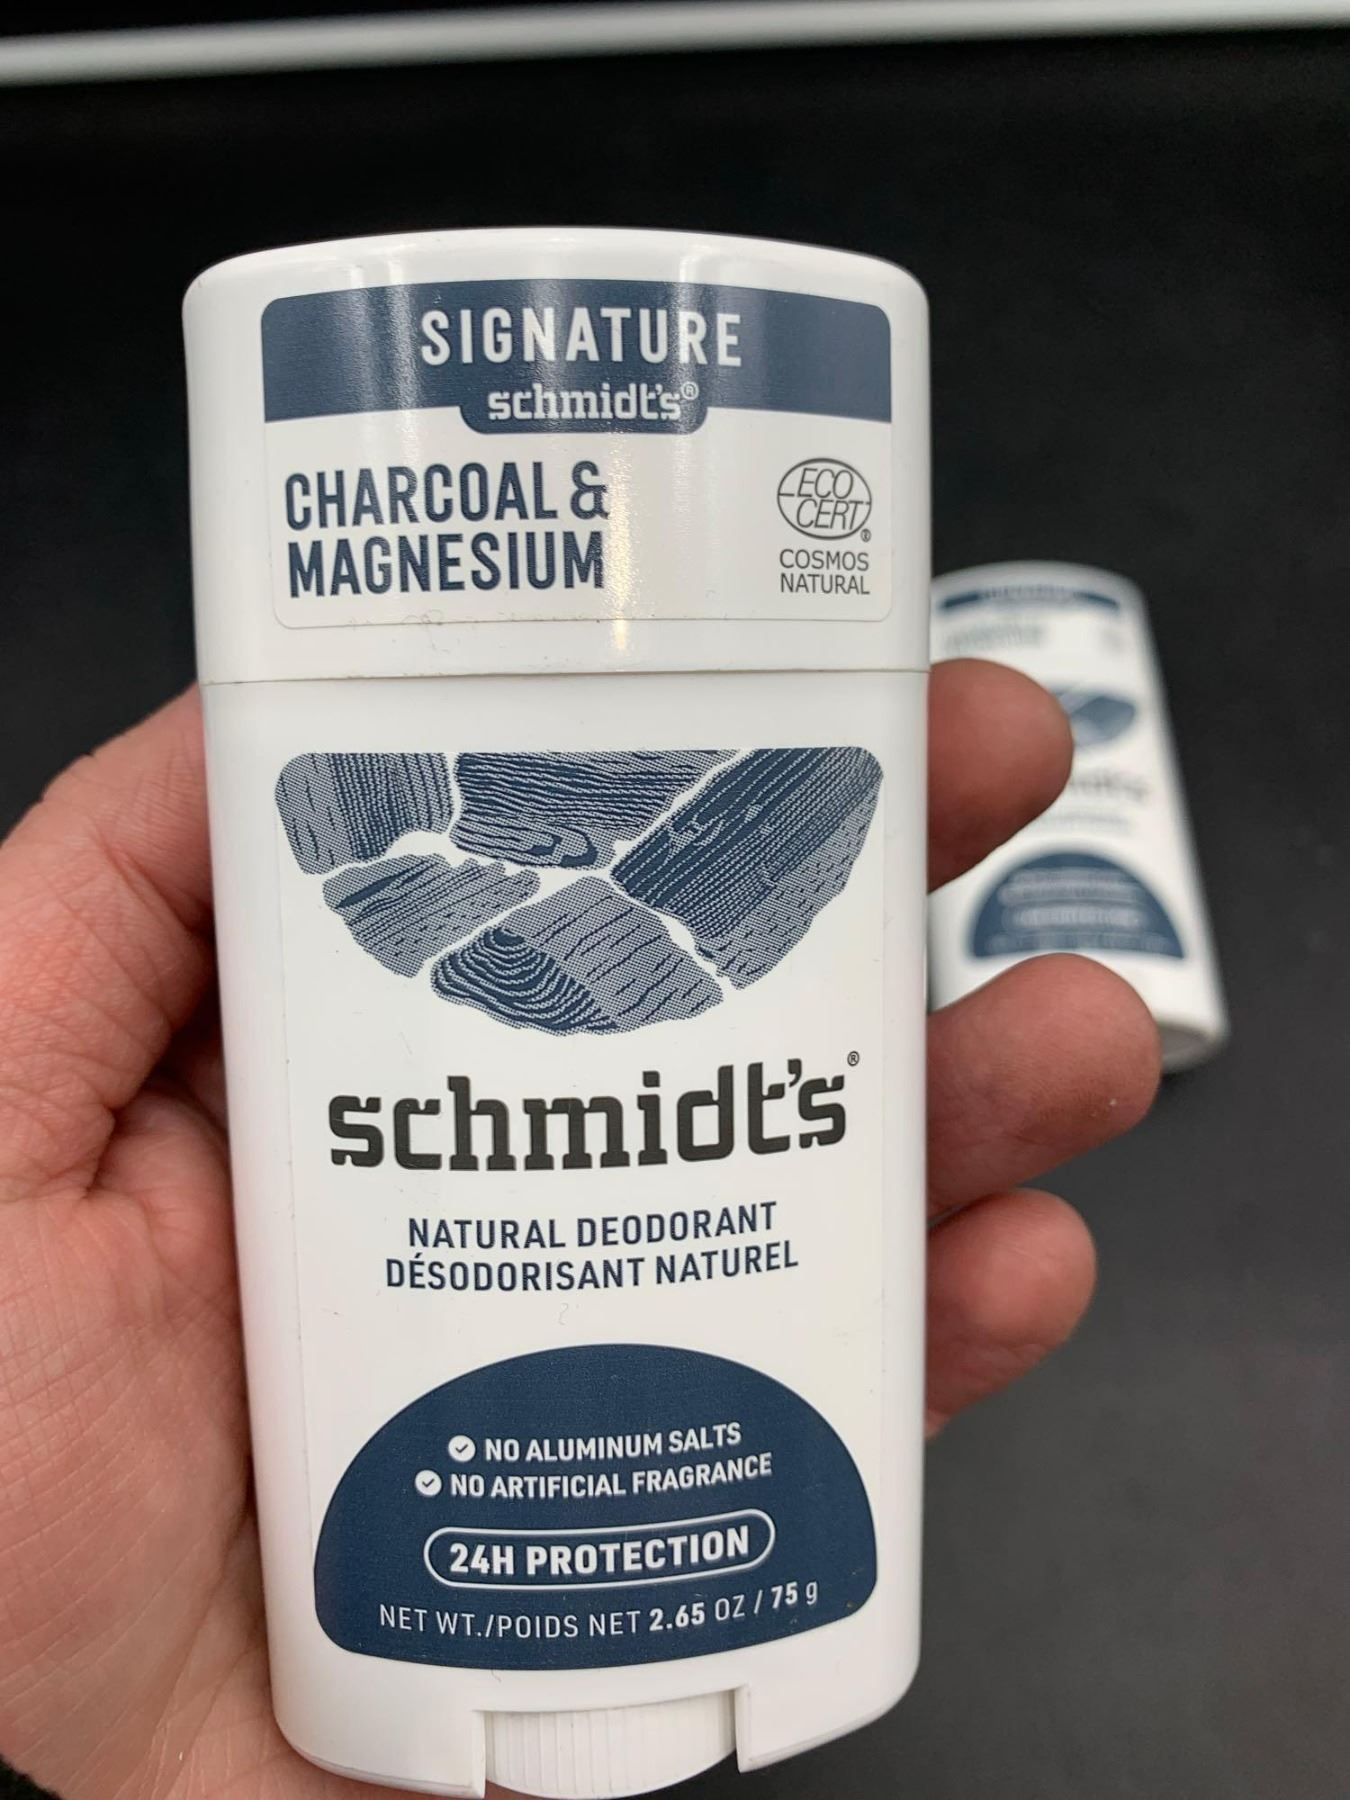 SIGNATURE
schmidt's®
CHARCOAL &
MAGNESIUM
ECO
CERT®
COSMOS
NATURAL
schmidt's®
NATURAL DEODORANT
DÉSODORISANT NATUREL
NO ALUMINUM SALTS
NO ARTIFICIAL FRAGRANCE
24H PROTECTION
NET WT./POIDS NET 2.65 OZ / 75 g